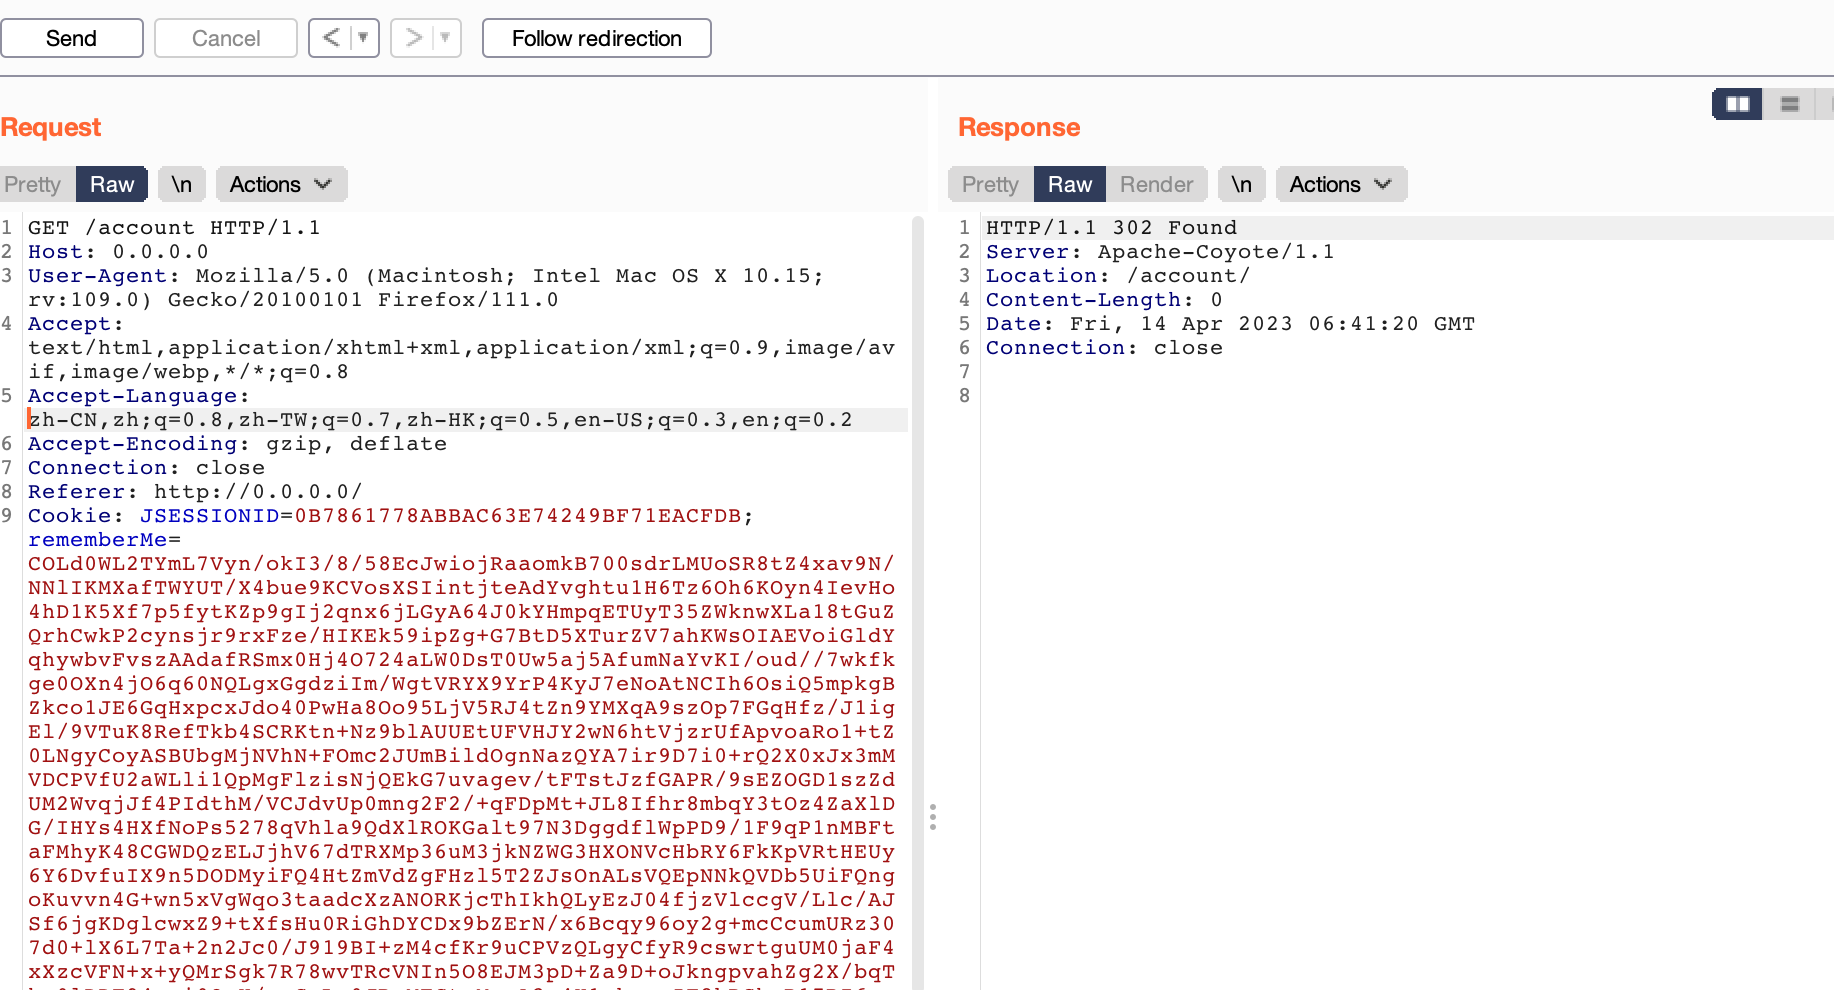 Send
Cancel
<
>
Follow redirection
Request
Pretty
Raw
\n
Actions
1 GET /account HTTP/1.1
2 Host: 0.0.0.0
3 User-Agent: Mozilla/5.0 (Macintosh; Intel Mac OS X 10.15;
rv:109.0) Gecko/20100101 Firefox/111.0
4 Accept:
text/html,application/xhtml+xml,application/xml;q=0.9,image/av
if,image/webp,*/*;q=0.8
5 Accept-Language:
zh-CN,zh;q=0.8,zh-TW;q=0.7,zh-HK;q=0.5,en-US;q=0.3,en;q=0.2
6 Accept-Encoding: gzip, deflate
7 Connection: close
8 Referer: http://0.0.0.0/
9 Cookie: JSESSIONID=0B7861778ABBAC63E74249BF71EACFDB;
rememberMe=
COLd0WL2TYmL7Vyn/okI3/8/58EcJwiojRaaomkB700sdrLMUoSR8tZ4xav9N/
NNlIKMXafTWYUT/X4bue9KCVosXSIintjteAdYvghtu1H6Tz6Oh6KOyn4IevHo
4hD1K5Xf7p5fytKZp9gIj2qnx6jLGyA64J0kYHmpqETUyT35ZWknwXLa18tGuZ
QrhCwkP2cynsjr9rxFze/HIKEk59ipZg+G7BtD5XTurZV7ahKWsOIAEVoiGldY
qhywbvFvszAAdafRSmx0Hj4O724aLW0DsT0Uw5aj5AfumNaYvKI/oud//7wkfk
ge0OXn4jO6q60NQLgxGgdziIm/WgtVRYX9YrP4KyJ7eNoAtNCIh6OsiQ5mpkgB
Zkco1JE6GqHxpcxJdo40PwHa8Oo95LjV5RJ4tZn9YMXqA9szOp7FGqHfz/J1ig
El/9VTuK8RefTkb4SCRKtn+Nz9blAUUEtUFVHJY2wN6htVjzrUfApvoaRo1+tZ
0LNgyCoyASBUbgMjNVhN+FOmc2JUmBildOgnNazQYA7ir9D7i0+rQ2X0xJx3mM
VDCPVfU2aWLli1QpMgFlzisNjQEkG7uvagev/tFTstJzfGAPR/9sEZOGD1szZd
UM2WvqjJf4PIdthM/VCJdvUp0mng2F2/+qFDpMt+JL8Ifhr8mbqY3tOz4ZaXlD
G/IHYs4HXfNoPs5278qVhla9QdXlROKGalt97N3DggdflWpPD9/1F9qP1nMBFt
aFMhyK48CGWDQzELJjhV67dTRXMp36uM3jkNZWG3HXONVcHbRY6FkKpVRtHEUy
6Y6DvfuIX9n5DODMyiFQ4HtZmVdZgFHzl5T2ZJsOnALsVQEpNNkQVDb5UiFQng
oKuvvn4G+wn5xVgWqo3taadcXzANORKjcThIkhQLyEzJ04fjzVlccgV/Llc/AJ
Sf6jgKDglcwxZ9+tXfsHu0RiGhDYCDx9bZErN/x6Bcqy96oy2g+mcCcumURz30
7d0+lX6L7Ta+2n2Jc0/J919BI+zM4cfKr9uCPVzQLgyCfyR9cswrtguUM0jaF4
xXzcVFN+x+yQMrSgk7R78wvTRcVNIn5O8EJM3pD+Za9D+oJkngpvahZg2X/bqT
Response
Pretty
Raw
Render
\n
Actions
1 HTTP/1.1 302 Found
2 Server: Apache-Coyote/1.1
3 Location: /account/
4 Content-Length: 0
5 Date: Fri, 14 Apr 2023 06:41:20 GMT
6 Connection: close
7
8